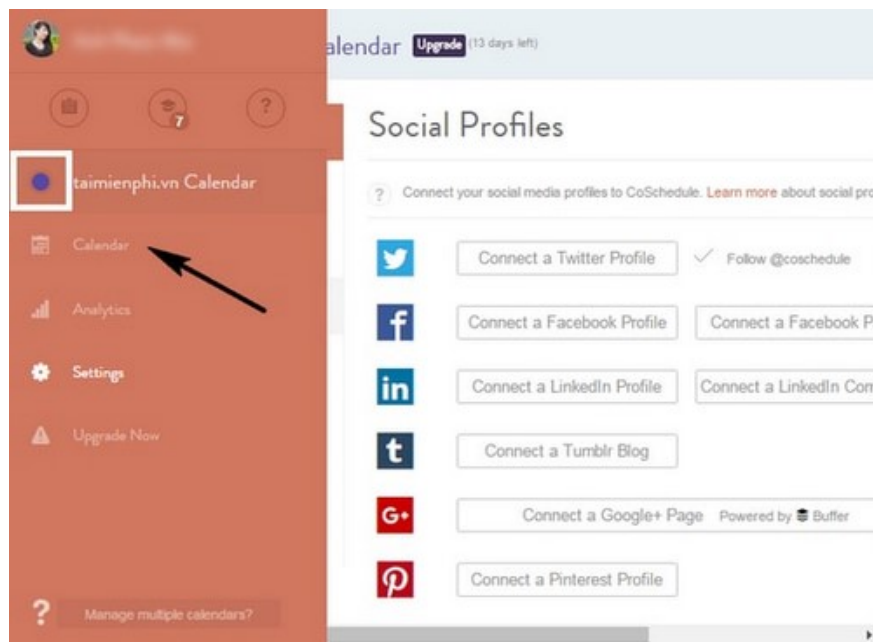 alendar Upgrade (13 days left)
7 ?
Social Profiles
taimienphi.vn Calendar
? Connect your social media profiles to CoSchedule. Learn more about social pro
Calendar
Connect a Twitter Profile Follow @coschedule
Analytics
f Connect a Facebook Profile Connect a Facebook P
Settings
in Connect a LinkedIn Profile Connect a LinkedIn Com
Upgrade Now
t Connect a Tumblr Blog
G+ Connect a Google+ Page Powered by Buffer
Connect a Pinterest Profile
? Manage multiple calendars?